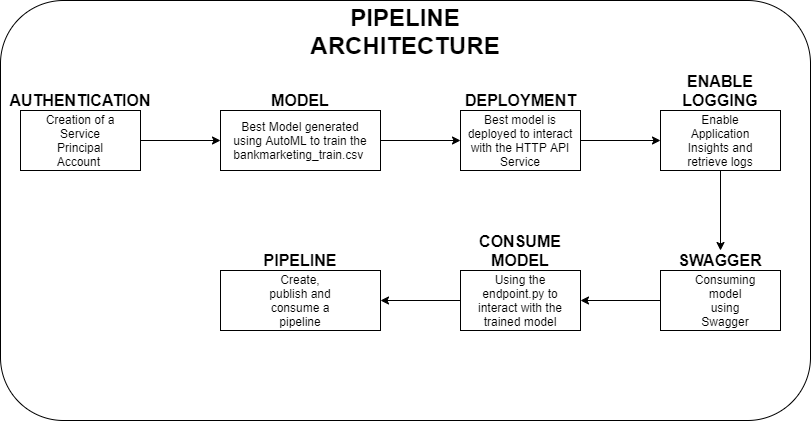 PIPELINE
ARCHITECTURE
AUTHENTICATION
Creation of a
Service
Principal
Account
MODEL
Best Model generated
using AutoML to train the
bankmarketing_train.csv
DEPLOYMENT
Best model is
deployed to interact
with the HTTP API
Service
ENABLE
LOGGING
Enable
Application
Insights and
retrieve logs
SWAGGER
Consuming
model
using
Swagger
CONSUME
MODEL
Using the
endpoint.py to
interact with the
trained model
PIPELINE
Create,
publish and
consume a
pipeline